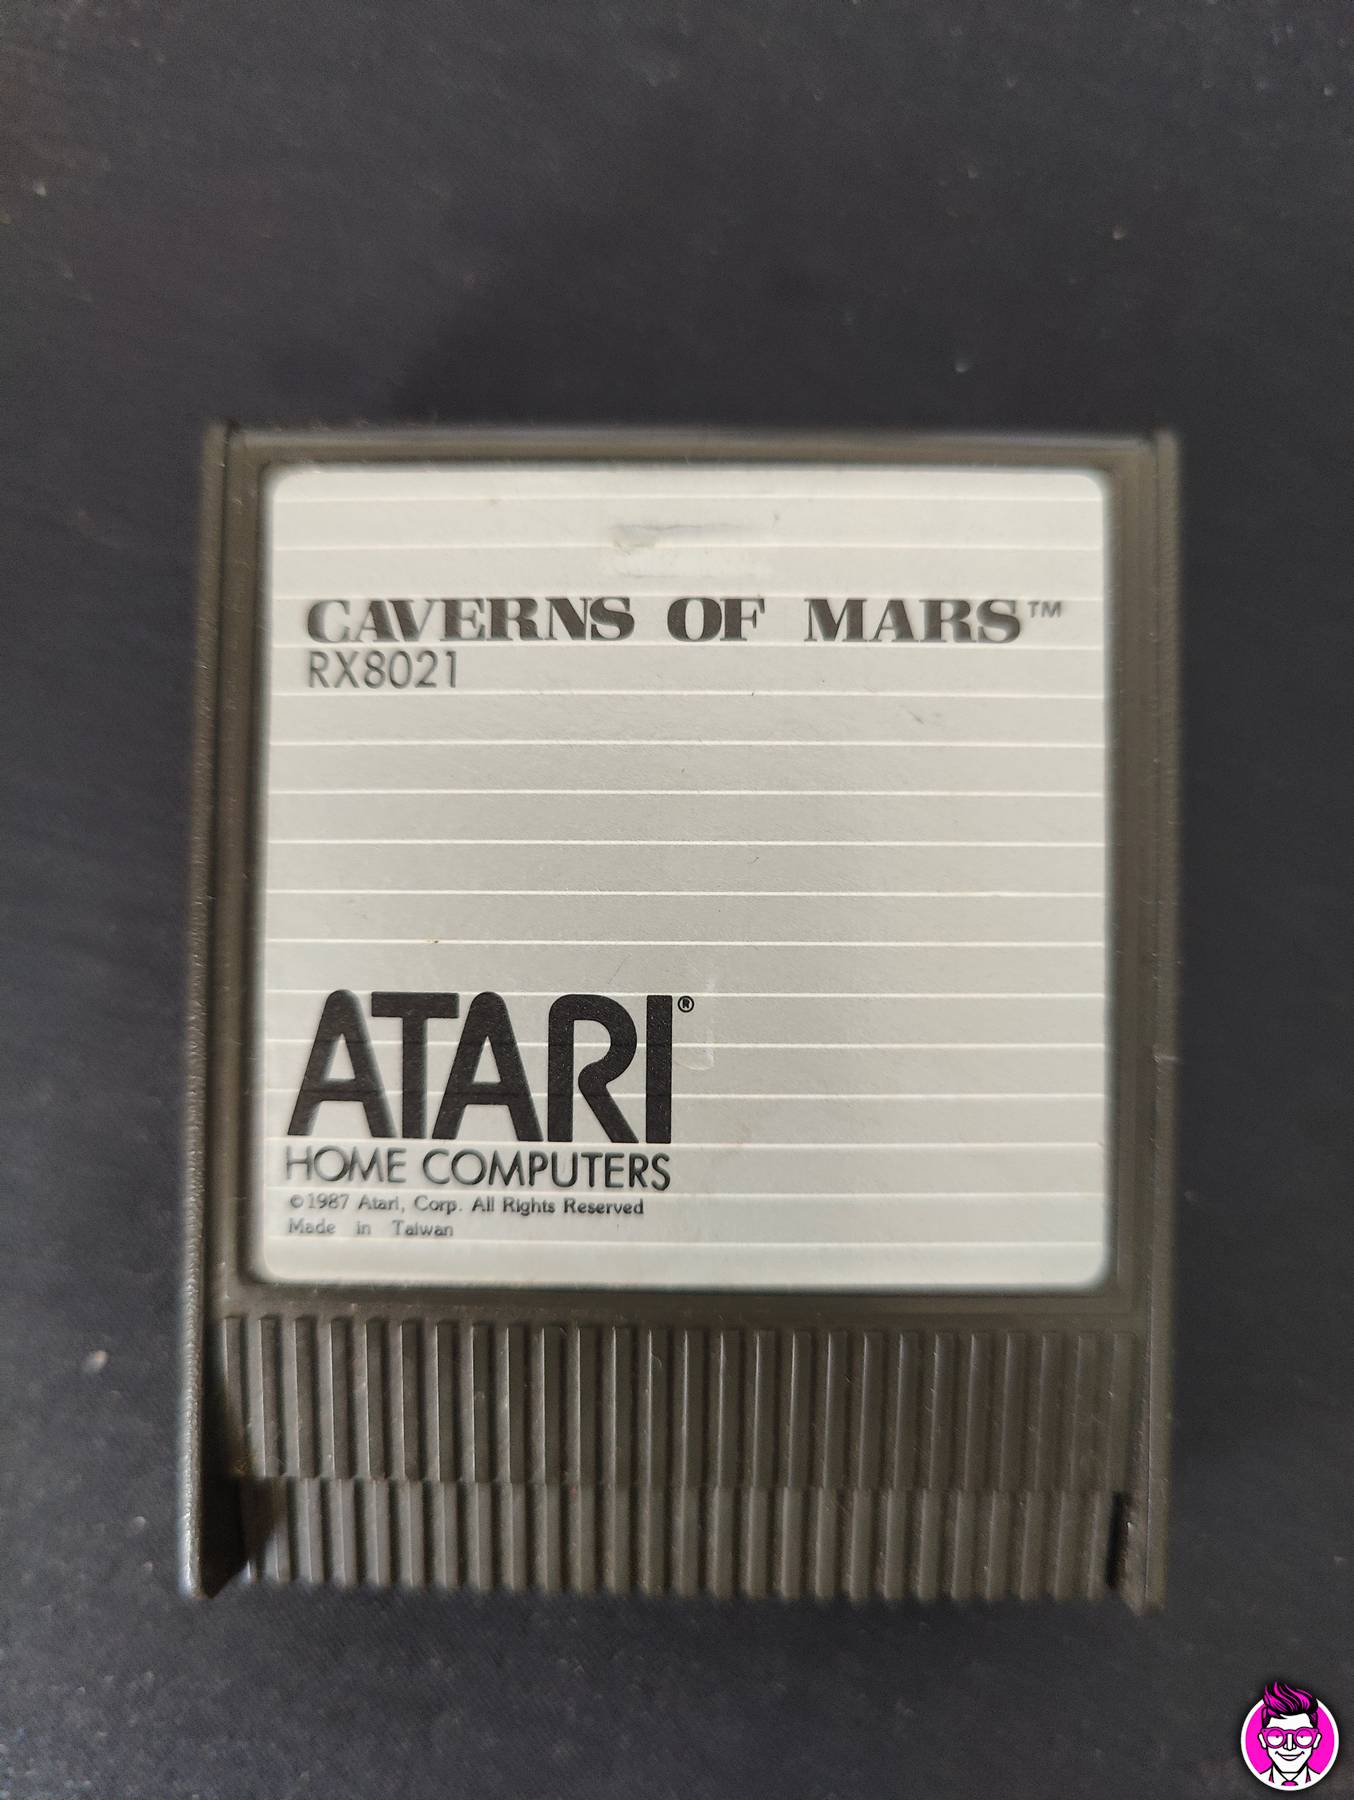 CAVERNS OF MARS™
RX8021
ATARI®
HOME COMPUTERS
©1987 Atari, Corp. All Rights Reserved
Made in Taiwan